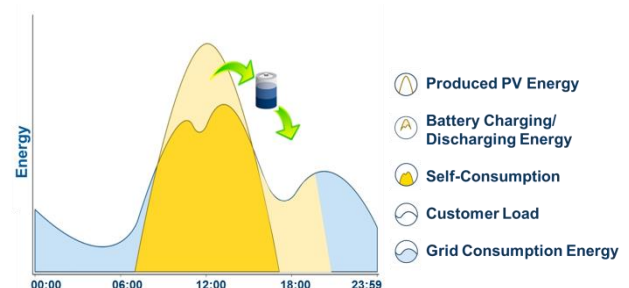 Energy
00:00
06:00
12:00
18:00
23:59
Produced PV Energy
Battery Charging/
Discharging Energy
Self-Consumption
Customer Load
Grid Consumption Energy